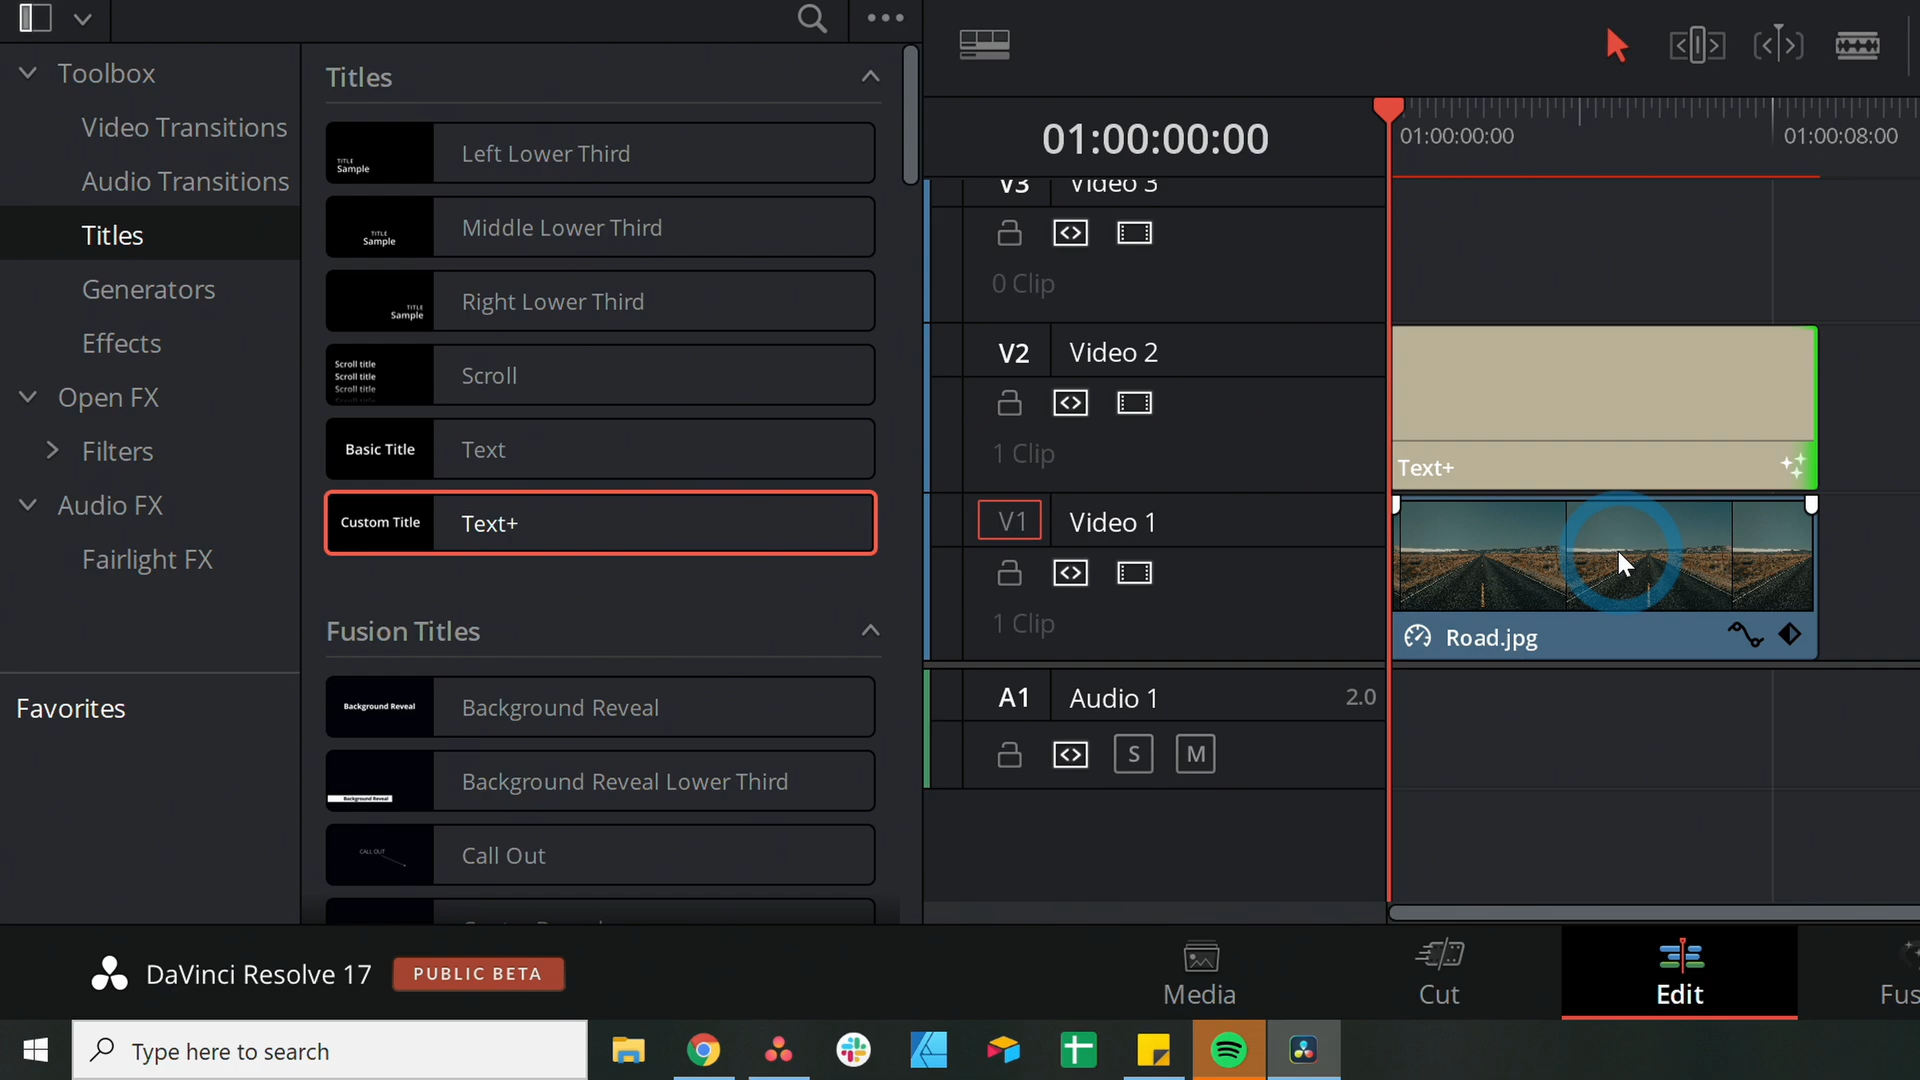 Toolbox
Video Transitions
Audio Transitions
Titles
Generators
Effects
Open FX
Filters
Audio FX
Fairlight FX
Favorites
Titles
TITLE
Sample
Left Lower Third
TITLE
Sample
Middle Lower Third
TITLE
Sample
Right Lower Third
Scroll title
Scroll title
Scroll title
Scroll
Basic Title
Text
Custom Title
Text+
Fusion Titles
Background Reveal
Background Reveal
Background Reveal
Background Reveal Lower Third
CALL OUT
Call Out
01:00:00:00
01:00:00:00
01:00:08:00
V3
Video 3
0 Clip
V2
Video 2
1 Clip
Text+
V1
Video 1
1 Clip
Road.jpg
A1
Audio 1
2.0
S
M
DaVinci Resolve 17
PUBLIC BETA
Media
Cut
Edit
Fus
Type here to search